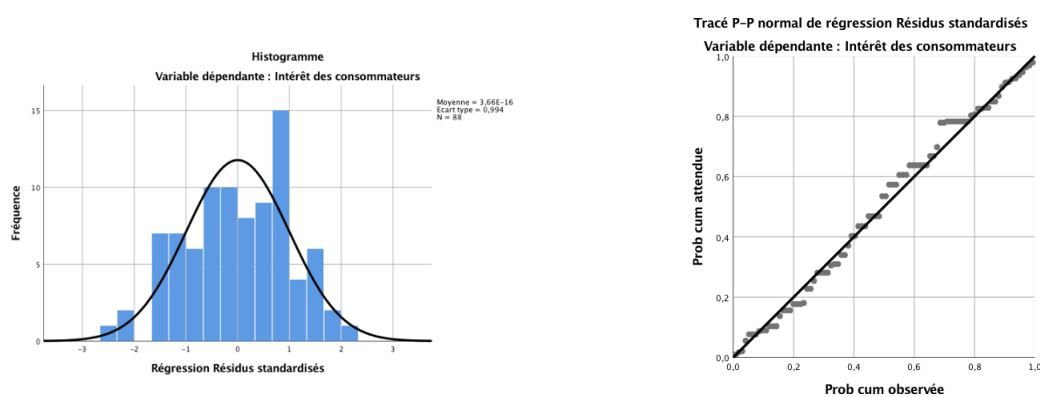 Histogramme
Variable dépendante : Intérêt des consommateurs
Moyenne = 3,66E-16
Ecart type = 0,994
N = 88
Fréquence
15
10
5
0
-3
-2
-1
0
1
2
3
Régression Résidus standardisés
Tracé P-P normal de régression Résidus standardisés
Variable dépendante : Intérêt des consommateurs
Prob cum attendue
1,0
0,8
0,6
0,4
0,2
0,0
0,0
0,2
0,4
0,6
0,8
1,0
Prob cum observée